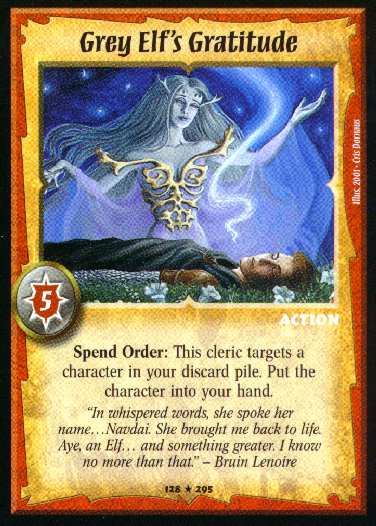 Grey Elf's Gratitude
Illus. 2001 • Cris Dornaus
5
ACTION
Spend Order: This cleric targets a
character in your discard pile. Put the
character into your hand.
"In whispered words, she spoke her
name…Navdai. She brought me back to life.
Aye, an Elf… and something greater. I know
no more than that." – Bruin Lenoire
128 ★ 295